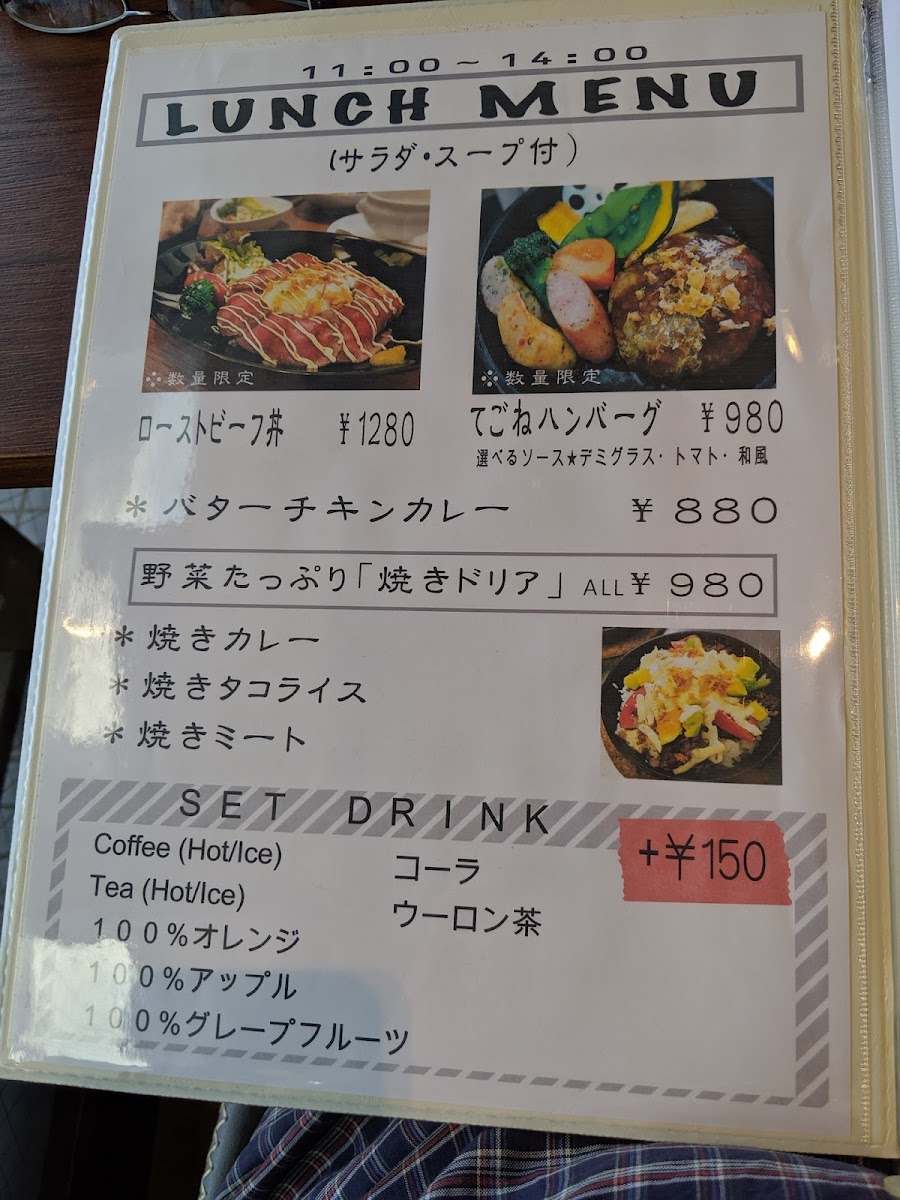 11:00~14:00
LUNCH MENU
(サラダ・スープ付)
※数量限定
※数量限定
ローストビーフ丼 ¥1280
てごねハンバーグ ¥980
選べるソース★デミグラス・トマト・和風
＊バターチキンカレー ¥880
野菜たっぷり「焼きドリア」 ALL¥980
＊焼きカレー
＊焼きタコライス
＊焼きミート
SET DRINK
+¥150
Coffee (Hot/Ice)
Tea (Hot/Ice)
100%オレンジ
100%アップル
100%グレープフルーツ
コーラ
ウーロン茶